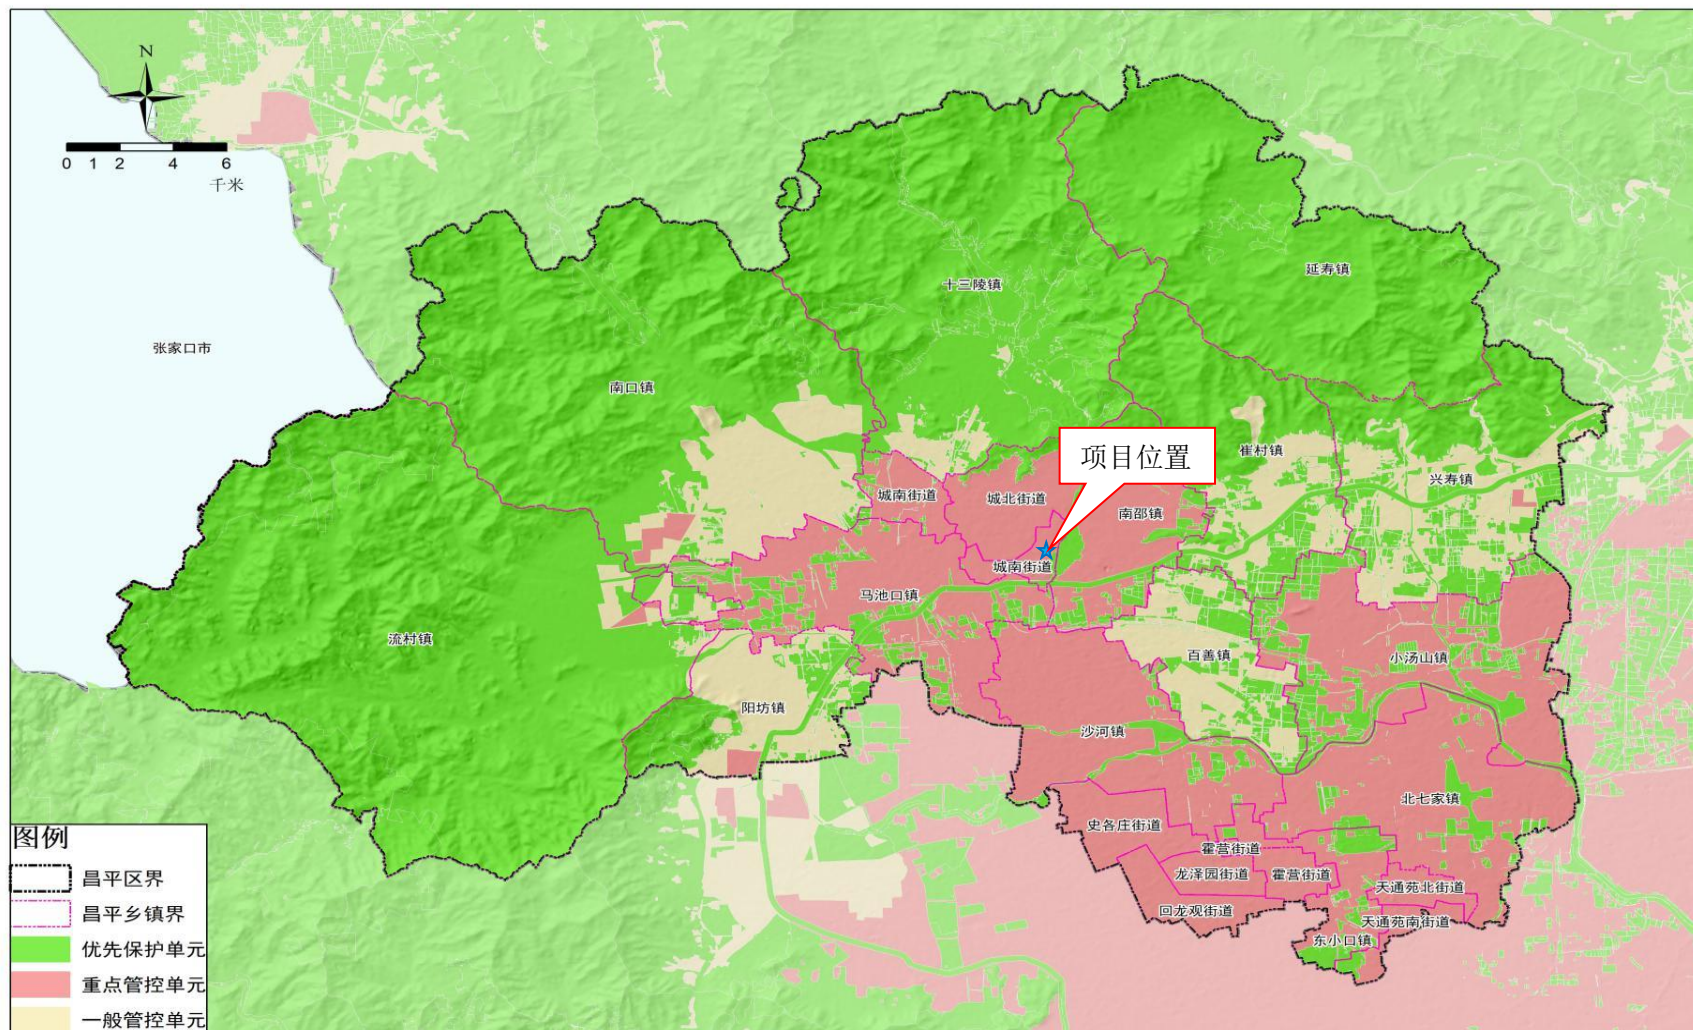 N
0 1 2 4 6
千米
张家口市
延寿镇
十三陵镇
南口镇
项目位置
崔村镇
兴寿镇
城南街道
城北街道
南邵镇
城南街道
马池口镇
流村镇
百善镇
小汤山镇
阳坊镇
沙河镇
北七家镇
史各庄街道
霍营街道
龙泽园街道
霍营街道
天通苑北街道
回龙观街道
天通苑南街道
东小口镇
图例
昌平区界
昌平乡镇界
优先保护单元
重点管控单元
一般管控单元